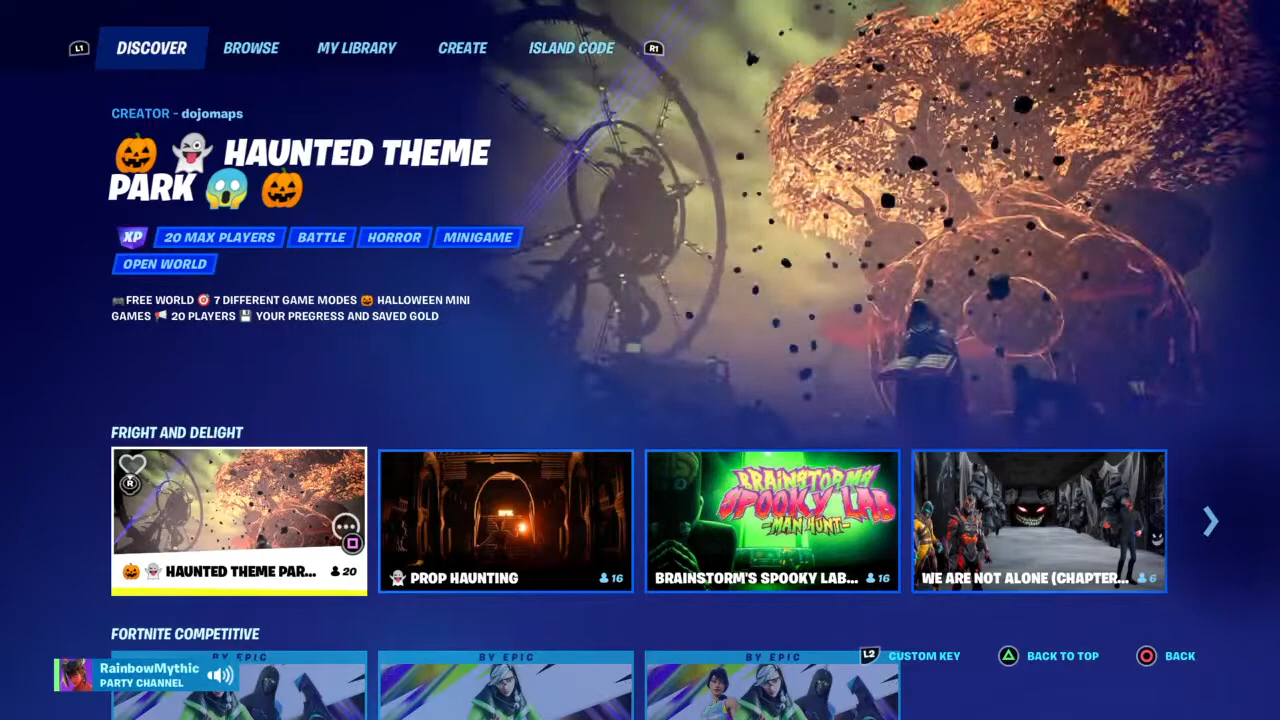 L1 DISCOVER BROWSE MY LIBRARY CREATE ISLAND CODE R1
CREATOR - dojomaps
🎃 👻 HAUNTED THEME
PARK 😱 🎃
XP 20 MAX PLAYERS BATTLE HORROR MINIGAME
OPEN WORLD
🎮FREE WORLD 🎯 7 DIFFERENT GAME MODES 🎃 HALLOWEEN MINI
GAMES 📢 20 PLAYERS 💾 YOUR PREGRESS AND SAVED GOLD
FRIGHT AND DELIGHT
R
BRAINSTORM'S
SPOOKY LAB
-MAN HUNT-
🎃 👻 HAUNTED THEME PAR... 20
👻 PROP HAUNTING 16
BRAINSTORM'S SPOOKY LAB... 16
WE ARE NOT ALONE (CHAPTER... 6
FORTNITE COMPETITIVE
BY EPIC BY EPIC BY EPIC
L2 CUSTOM KEY BACK TO TOP BACK
RainbowMythic
PARTY CHANNEL